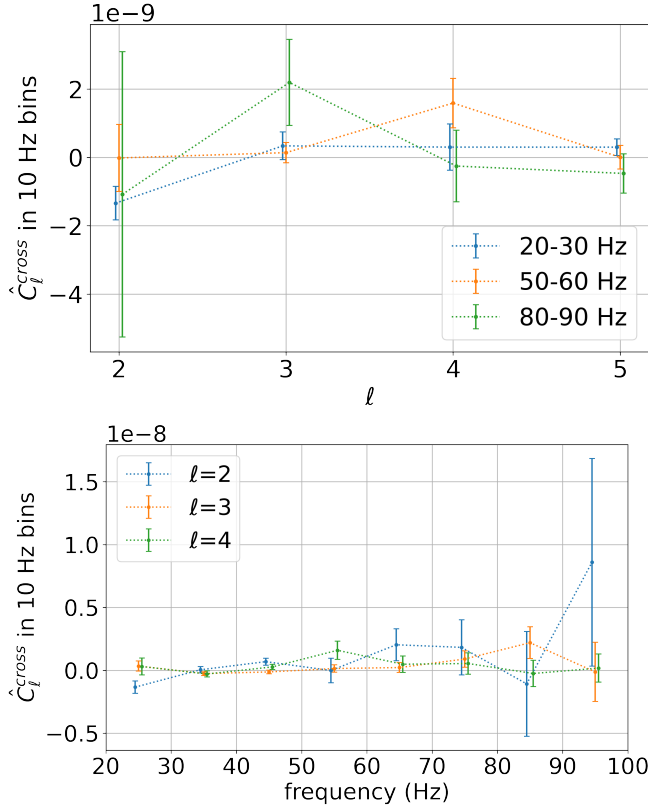 1e−9
2
0
−2
−4
Ĉ_ℓ^cross in 10 Hz bins
20-30 Hz
50-60 Hz
80-90 Hz
2 3 4 5
ℓ
1e−8
1.5
1.0
0.5
0.0
−0.5
Ĉ_ℓ^cross in 10 Hz bins
ℓ=2
ℓ=3
ℓ=4
20 30 40 50 60 70 80 90 100
frequency (Hz)